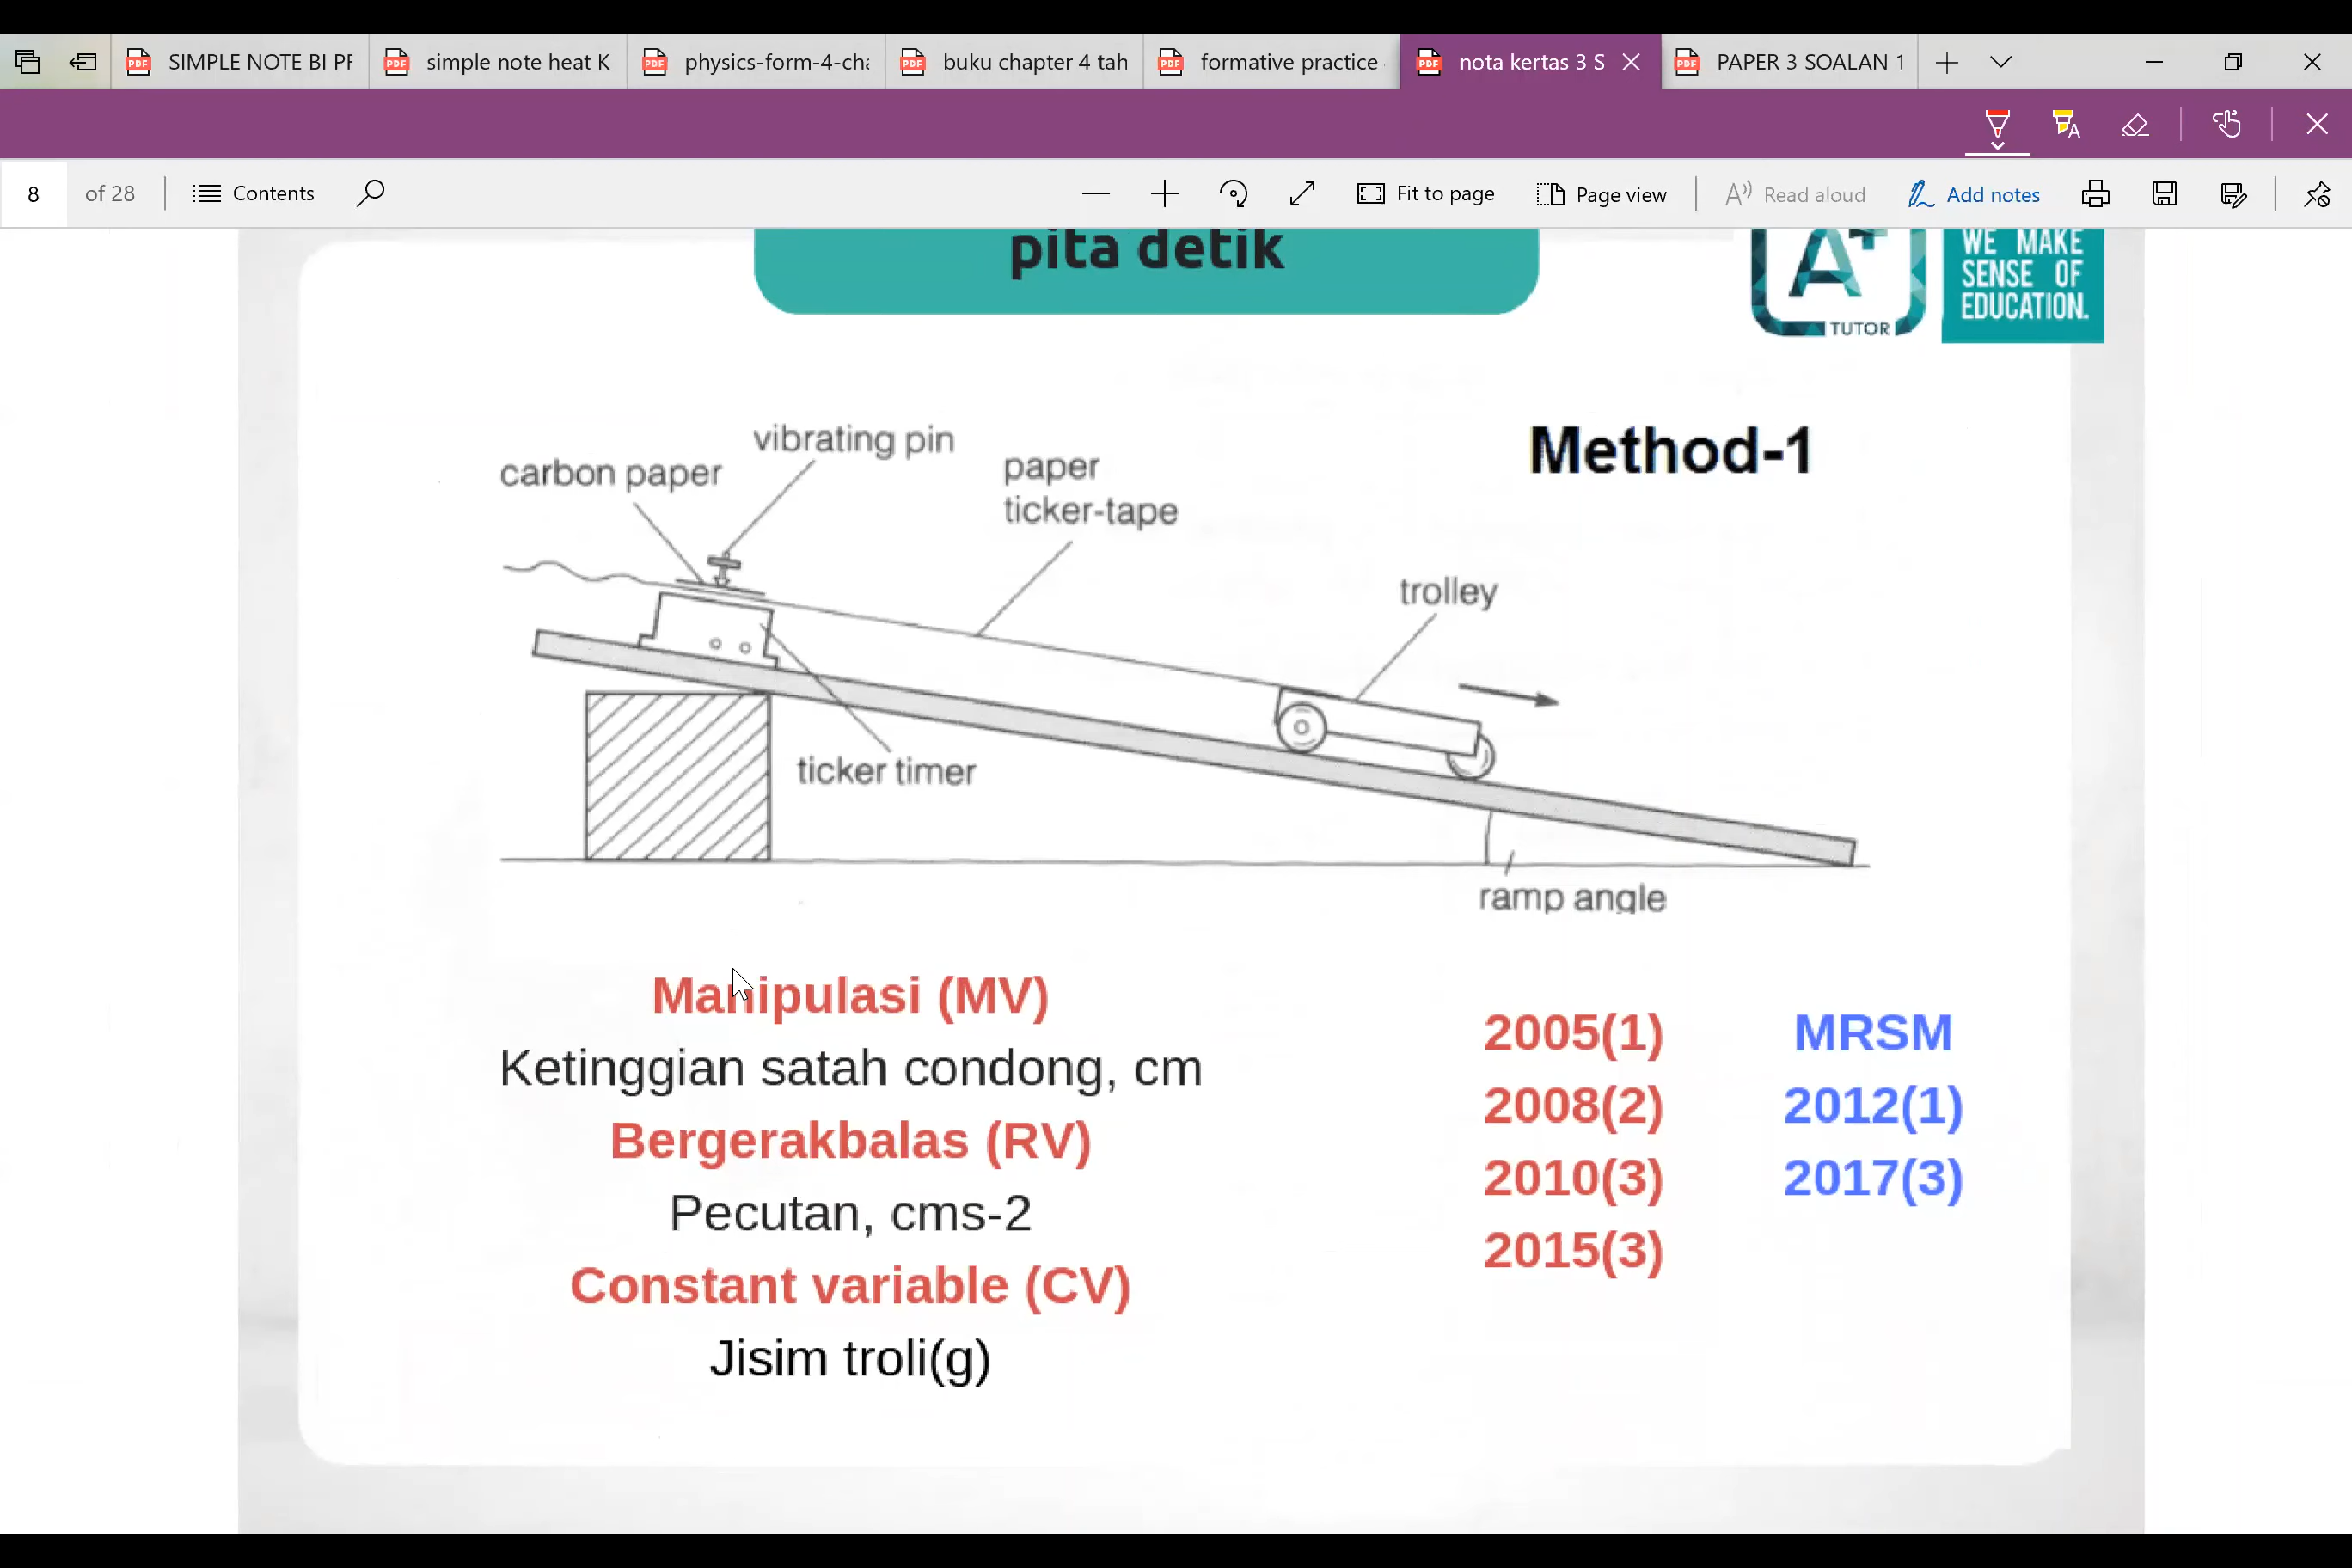 SIMPLE NOTE BI PF
simple note heat K
physics-form-4-cha
buku chapter 4 tah
formative practice
nota kertas 3 S
PAPER 3 SOALAN 1
8 of 28
Contents
Fit to page
Page view
Read aloud
Add notes
pita detik
A+
TUTOR
WE MAKE
SENSE OF
EDUCATION.
Method-1
vibrating pin
carbon paper
paper
ticker-tape
trolley
ticker timer
ramp angle
Manipulasi (MV)
Ketinggian satah condong, cm
Bergerakbalas (RV)
Pecutan, cms-2
Constant variable (CV)
Jisim troli(g)
2005(1)
2008(2)
2010(3)
2015(3)
MRSM
2012(1)
2017(3)